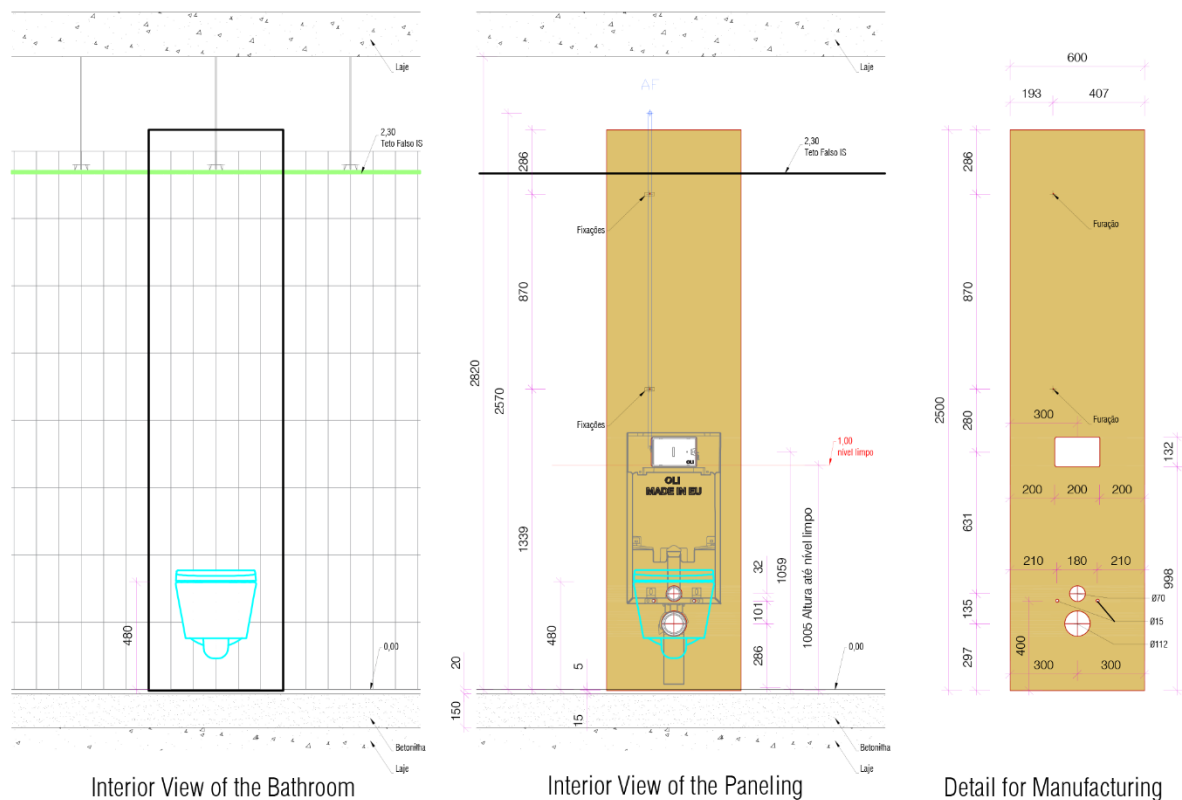 Laje
2,30
Teto Falso IS
480
0,00
Betonilha
Laje
Interior View of the Bathroom
Laje
AF
2,30
Teto Falso IS
286
Fixações
870
2820
2570
Fixações
1,00
nível limpo
OLI
OLI
MADE IN EU
1339
32
1059
1005 Altura até nível limpo
101
480
286
20
5
0,00
150
15
Betonilha
Laje
Interior View of the Paneling
600
193
407
286
Furação
870
2500
Furação
300
280
132
200
200
200
631
210
180
210
998
135
Ø70
Ø15
400
Ø112
297
300
300
Detail for Manufacturing